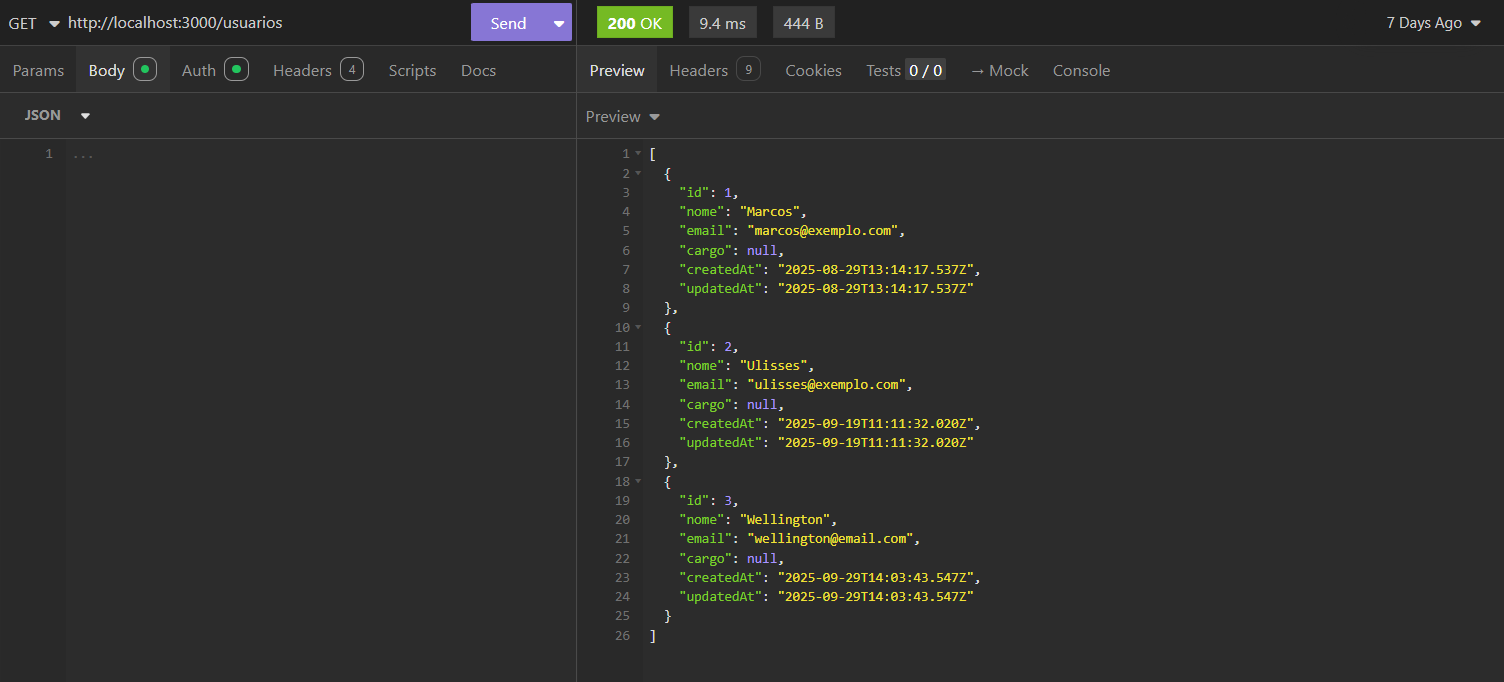 GET http://localhost:3000/usuarios Send 200 OK 9.4 ms 444 B 7 Days Ago
Params Body Auth Headers 4 Scripts Docs Preview Headers 9 Cookies Tests 0 / 0 → Mock Console
JSON Preview
1 ...
1 [
2 {
3 "id": 1,
4 "nome": "Marcos",
5 "email": "marcos@exemplo.com",
6 "cargo": null,
7 "createdAt": "2025-08-29T13:14:17.537Z",
8 "updatedAt": "2025-08-29T13:14:17.537Z"
9 },
10 {
11 "id": 2,
12 "nome": "Ulisses",
13 "email": "ulisses@exemplo.com",
14 "cargo": null,
15 "createdAt": "2025-09-19T11:11:32.020Z",
16 "updatedAt": "2025-09-19T11:11:32.020Z"
17 },
18 {
19 "id": 3,
20 "nome": "Wellington",
21 "email": "wellington@email.com",
22 "cargo": null,
23 "createdAt": "2025-09-29T14:03:43.547Z",
24 "updatedAt": "2025-09-29T14:03:43.547Z"
25 }
26 ]